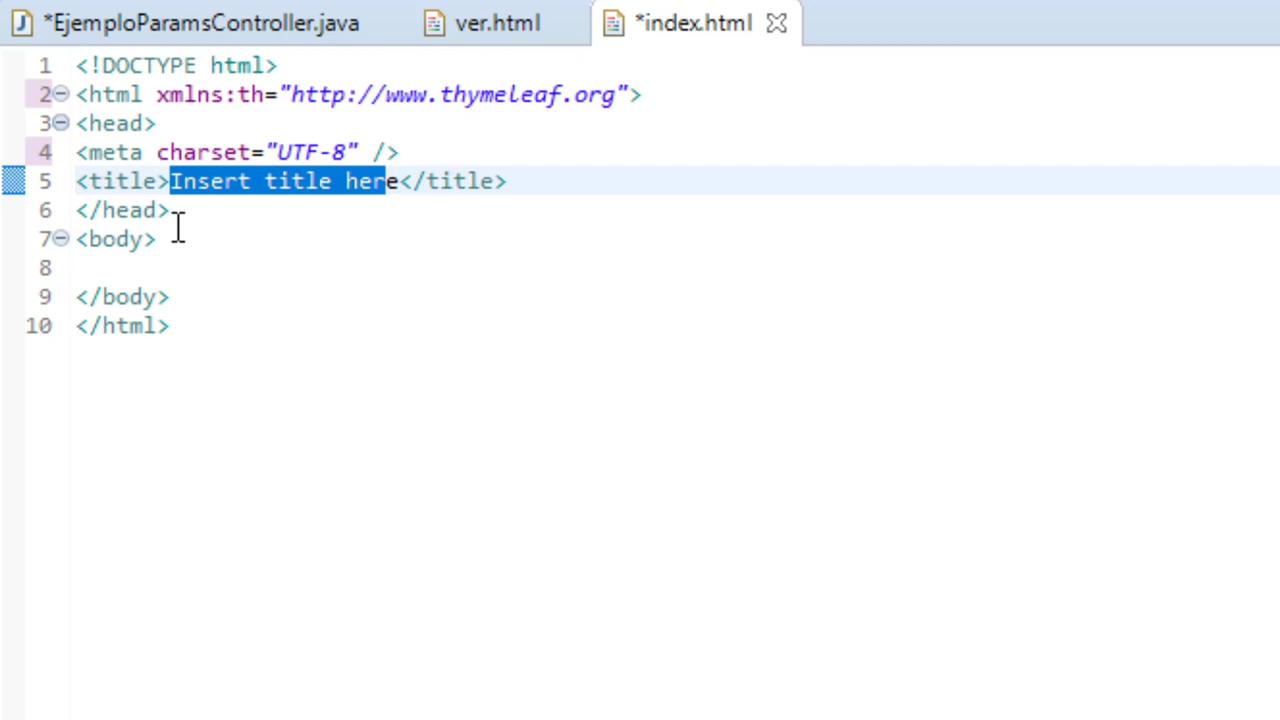 *EjemploParamsController.java ver.html *index.html
1 <!DOCTYPE html>
2 <html xmlns:th="http://www.thymeleaf.org">
3 <head>
4 <meta charset="UTF-8" />
5 <title>Insert title here</title>
6 </head>
7 <body>
8
9 </body>
10 </html>